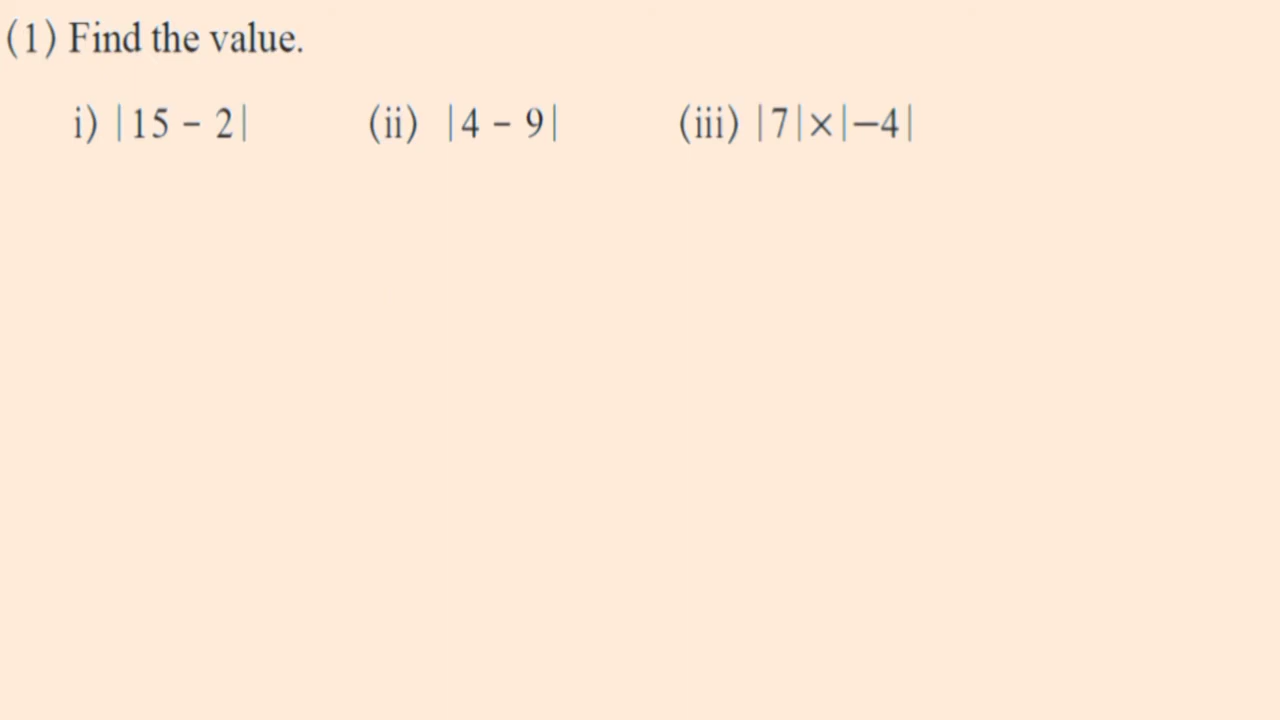 (1) Find the value.
i) |15 - 2| (ii) |4 - 9| (iii) |7|×|−4|